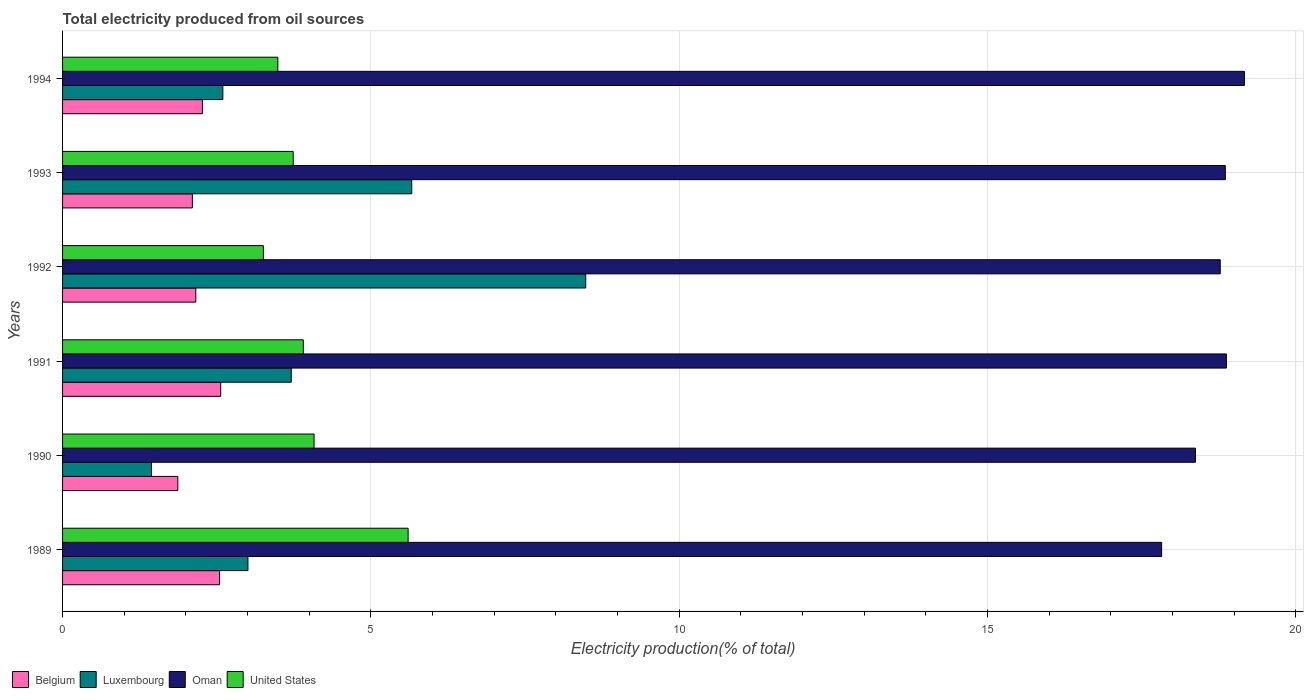 Total electricity produced from oil sources
1994
1993
1992
1991
1990
1989
Years
0
5
10
15
20
Electricity production(% of total)
Belgium
Luxembourg
Oman
United States